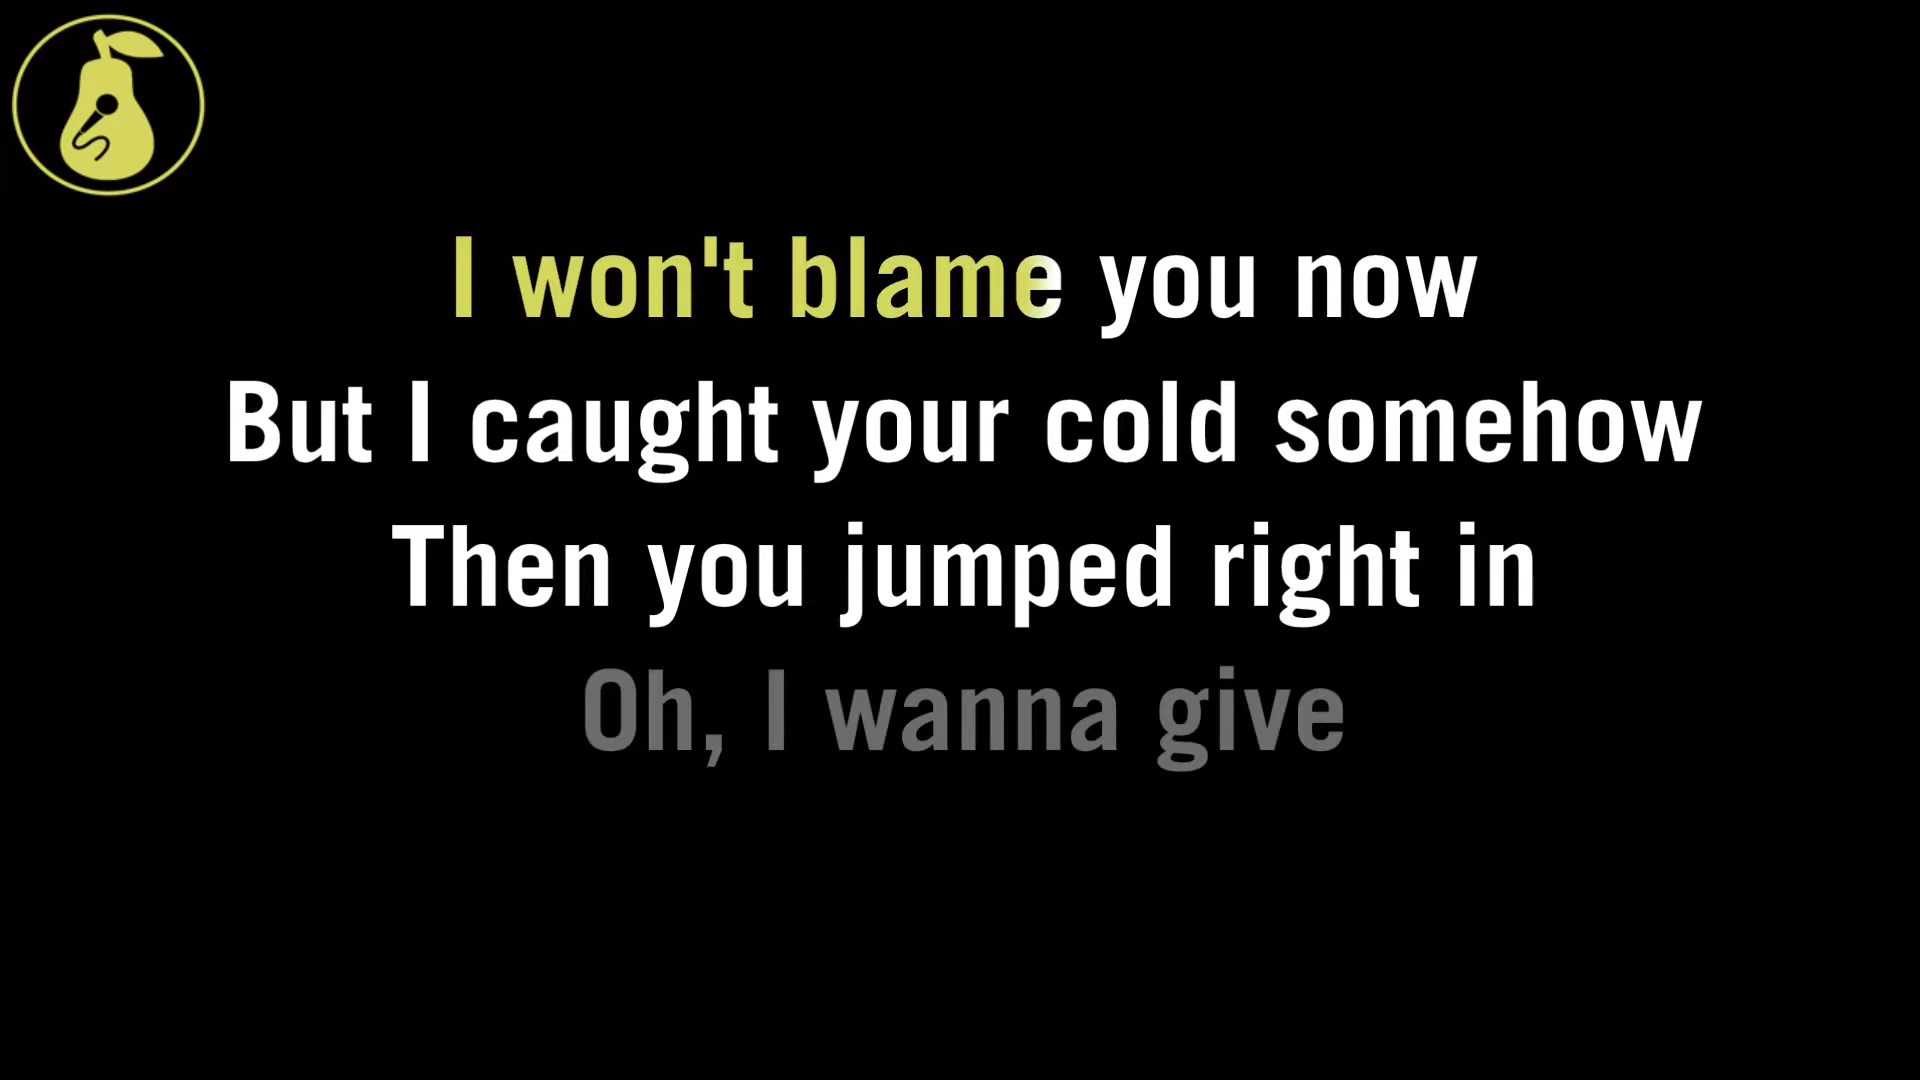 I won't blame you now
But I caught your cold somehow
Then you jumped right in
Oh, I wanna give